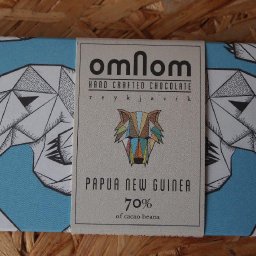 omnom
HAND CRAFTED CHOCOLATE
reykjavík
PAPUA NEW GUINEA
70%
of cacao beans